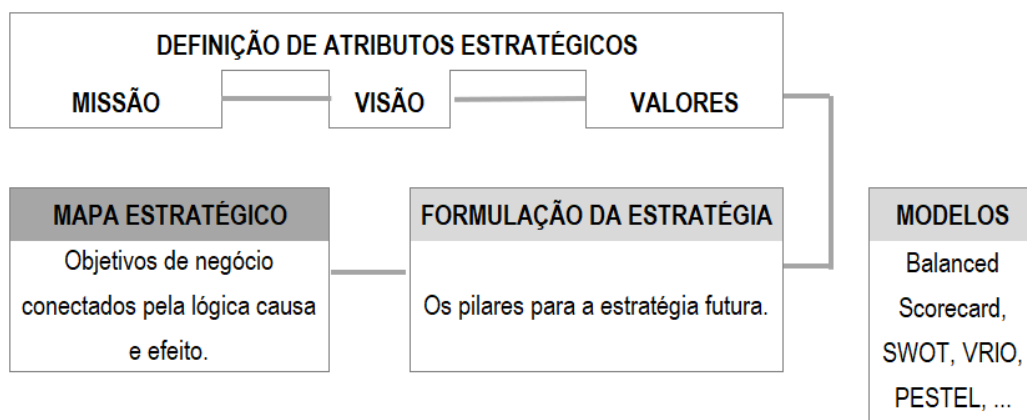 DEFINIÇÃO DE ATRIBUTOS ESTRATÉGICOS
MISSÃO
VISÃO
VALORES
MAPA ESTRATÉGICO
Objetivos de negócio
conectados pela lógica causa
e efeito.
FORMULAÇÃO DA ESTRATÉGIA
Os pilares para a estratégia futura.
MODELOS
Balanced
Scorecard,
SWOT, VRIO,
PESTEL, ...